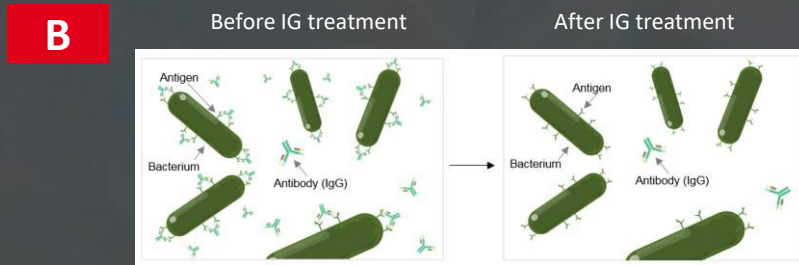 B
Before IG treatment
After IG treatment
Antigen
Bacterium
Antibody (IgG)
Antigen
Bacterium
Antibody (IgG)